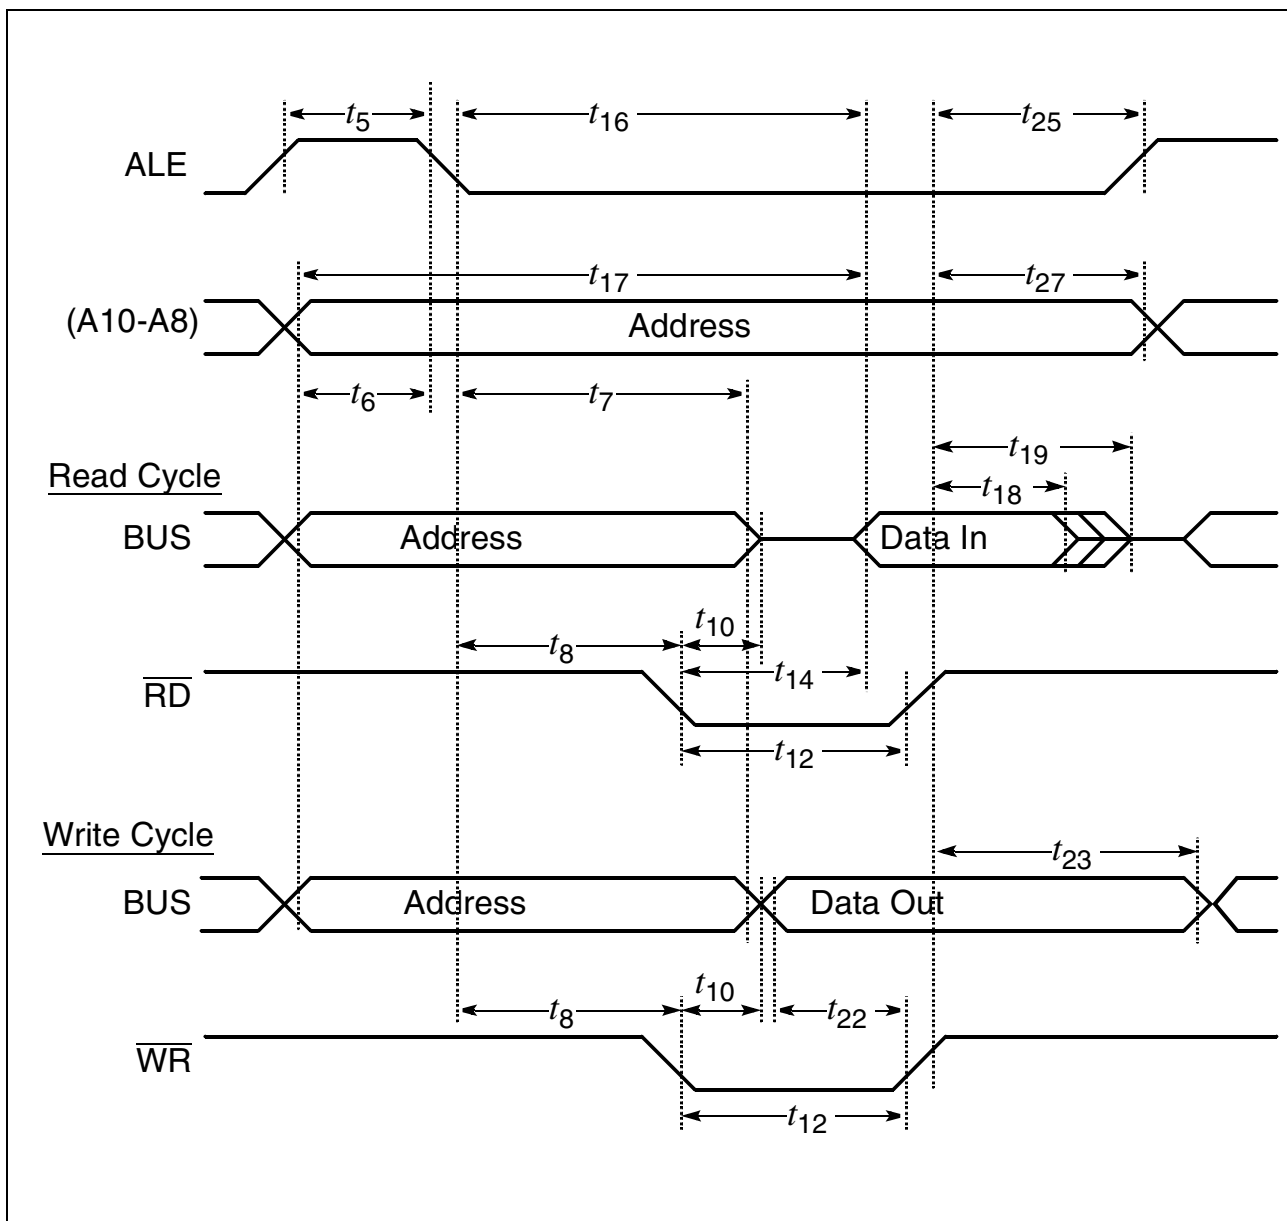 t5 t16 t25
ALE
t17 t27
(A10-A8) Address
t6 t7
t19
Read Cycle t18
BUS Address Data In
t10
t8
RD t14
t12
Write Cycle
t23
BUS Address Data Out
t10
t8 t22
WR
t12